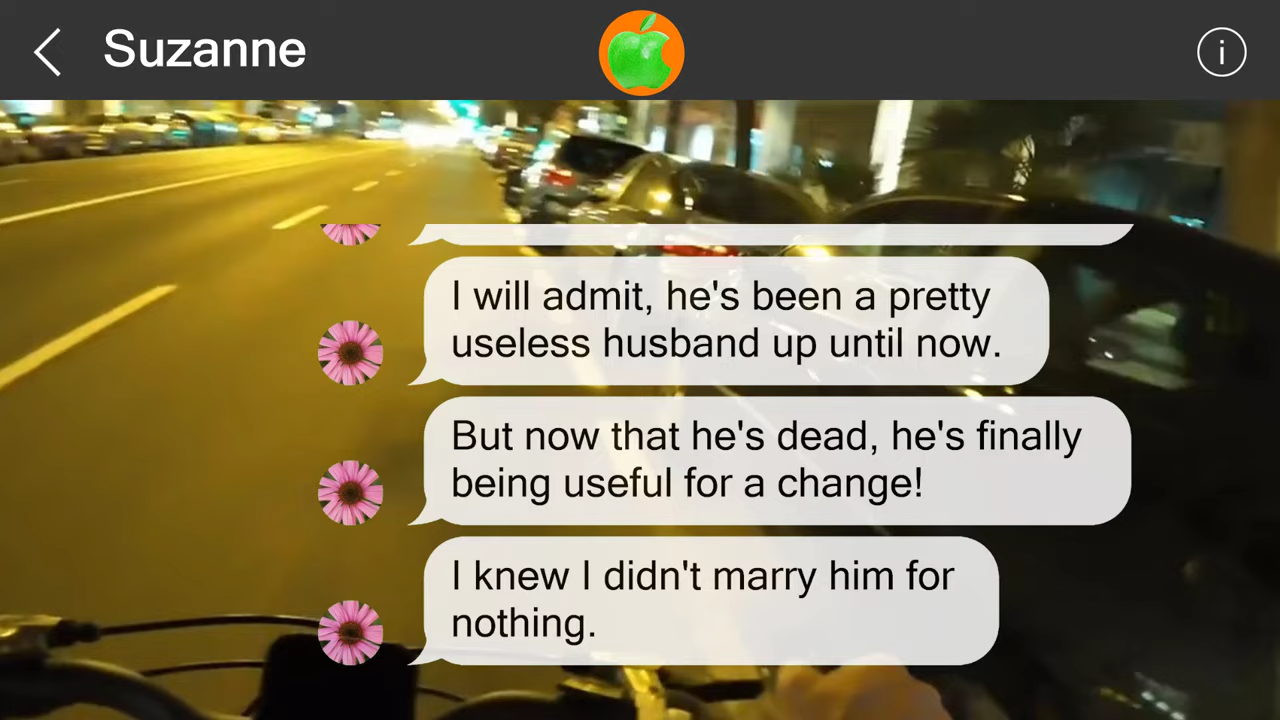 Suzanne
i
I will admit, he's been a pretty
useless husband up until now.
But now that he's dead, he's finally
being useful for a change!
I knew I didn't marry him for
nothing.